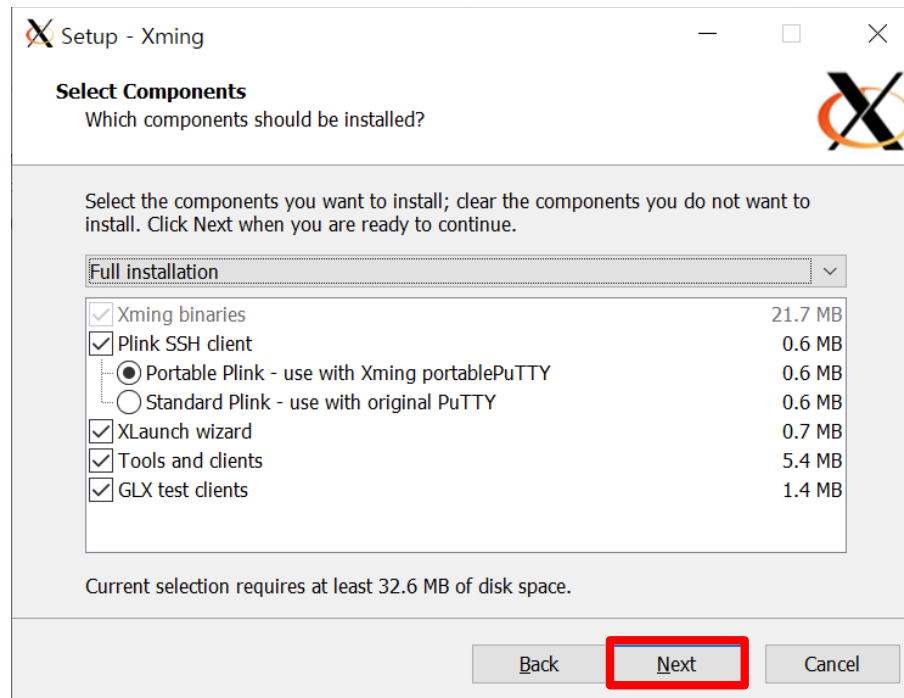 Setup - Xming
Select Components
Which components should be installed?
Select the components you want to install; clear the components you do not want to
install. Click Next when you are ready to continue.
Full installation
Xming binaries 21.7 MB
Plink SSH client 0.6 MB
Portable Plink - use with Xming portablePuTTY 0.6 MB
Standard Plink - use with original PuTTY 0.6 MB
XLaunch wizard 0.7 MB
Tools and clients 5.4 MB
GLX test clients 1.4 MB
Current selection requires at least 32.6 MB of disk space.
Back Next Cancel